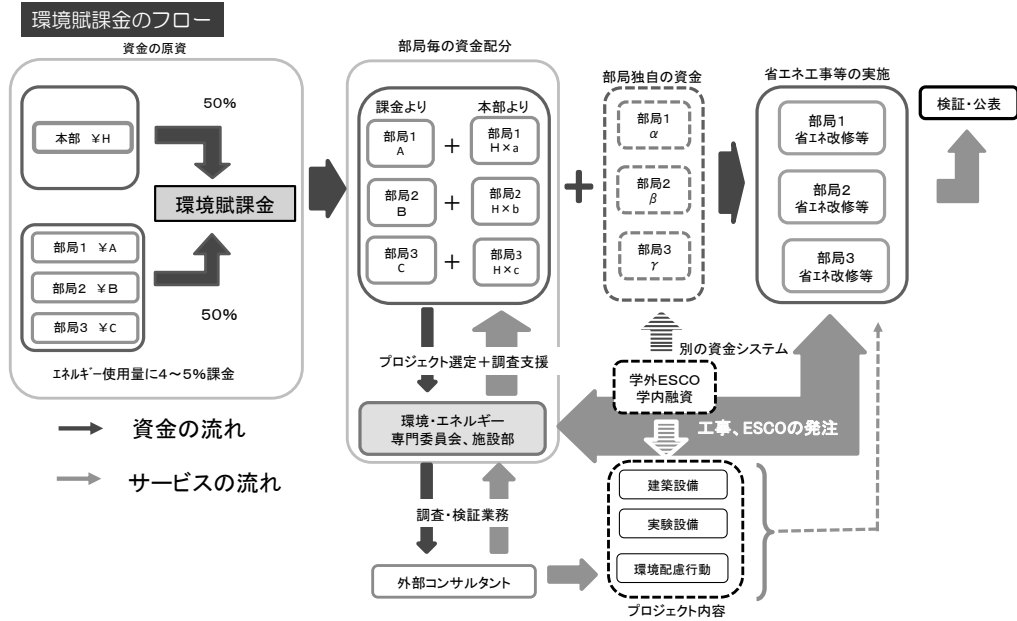 環境賦課金のフロー
資金の原資
50%
本部 ¥H
環境賦課金
部局1 ¥A
部局2 ¥B
部局3 ¥C
50%
エネルギー使用量に4~5%課金
資金の流れ
サービスの流れ
部局毎の資金配分
課金より
本部より
部局1
A
+
部局1
H×a
部局2
B
+
部局2
H×b
部局3
C
+
部局3
H×c
プロジェクト選定+調査支援
環境・エネルギー
専門委員会、施設部
調査・検証業務
外部コンサルタント
+
部局独自の資金
部局1
α
部局2
β
部局3
γ
別の資金システム
学外ESCO
学内融資
工事、ESCOの発注
建築設備
実験設備
環境配慮行動
プロジェクト内容
省エネ工事等の実施
部局1
省エネ改修等
部局2
省エネ改修等
部局3
省エネ改修等
検証・公表